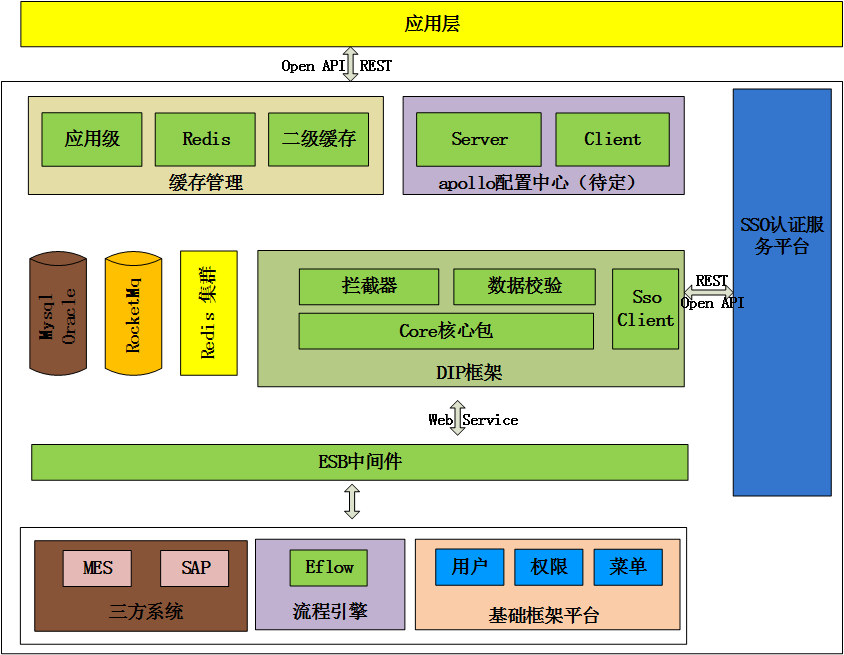 应用层
Open API REST
应用级
Redis
二级缓存
缓存管理
Server
Client
apollo配置中心（待定）
SSO认证服
务平台
Mysql
Oracle
RocketMq
Redis 集群
拦截器
数据校验
Core核心包
Sso
Client
DIP框架
REST
Open API
Web Service
ESB中间件
MES
SAP
三方系统
Eflow
流程引擎
用户
权限
菜单
基础框架平台